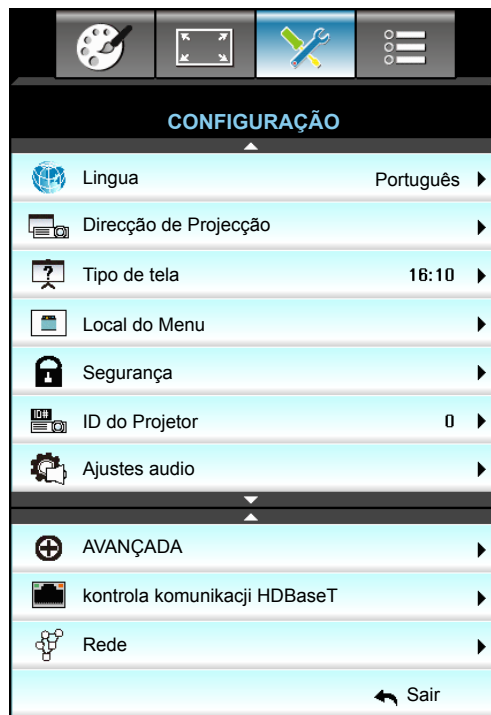 CONFIGURAÇÃO
Lingua Português
Direcção de Projecção
? Tipo de tela 16:10
Local do Menu
Segurança
ID# ID do Projetor 0
Ajustes audio
AVANÇADA
kontrola komunikacji HDBaseT
Rede
Sair